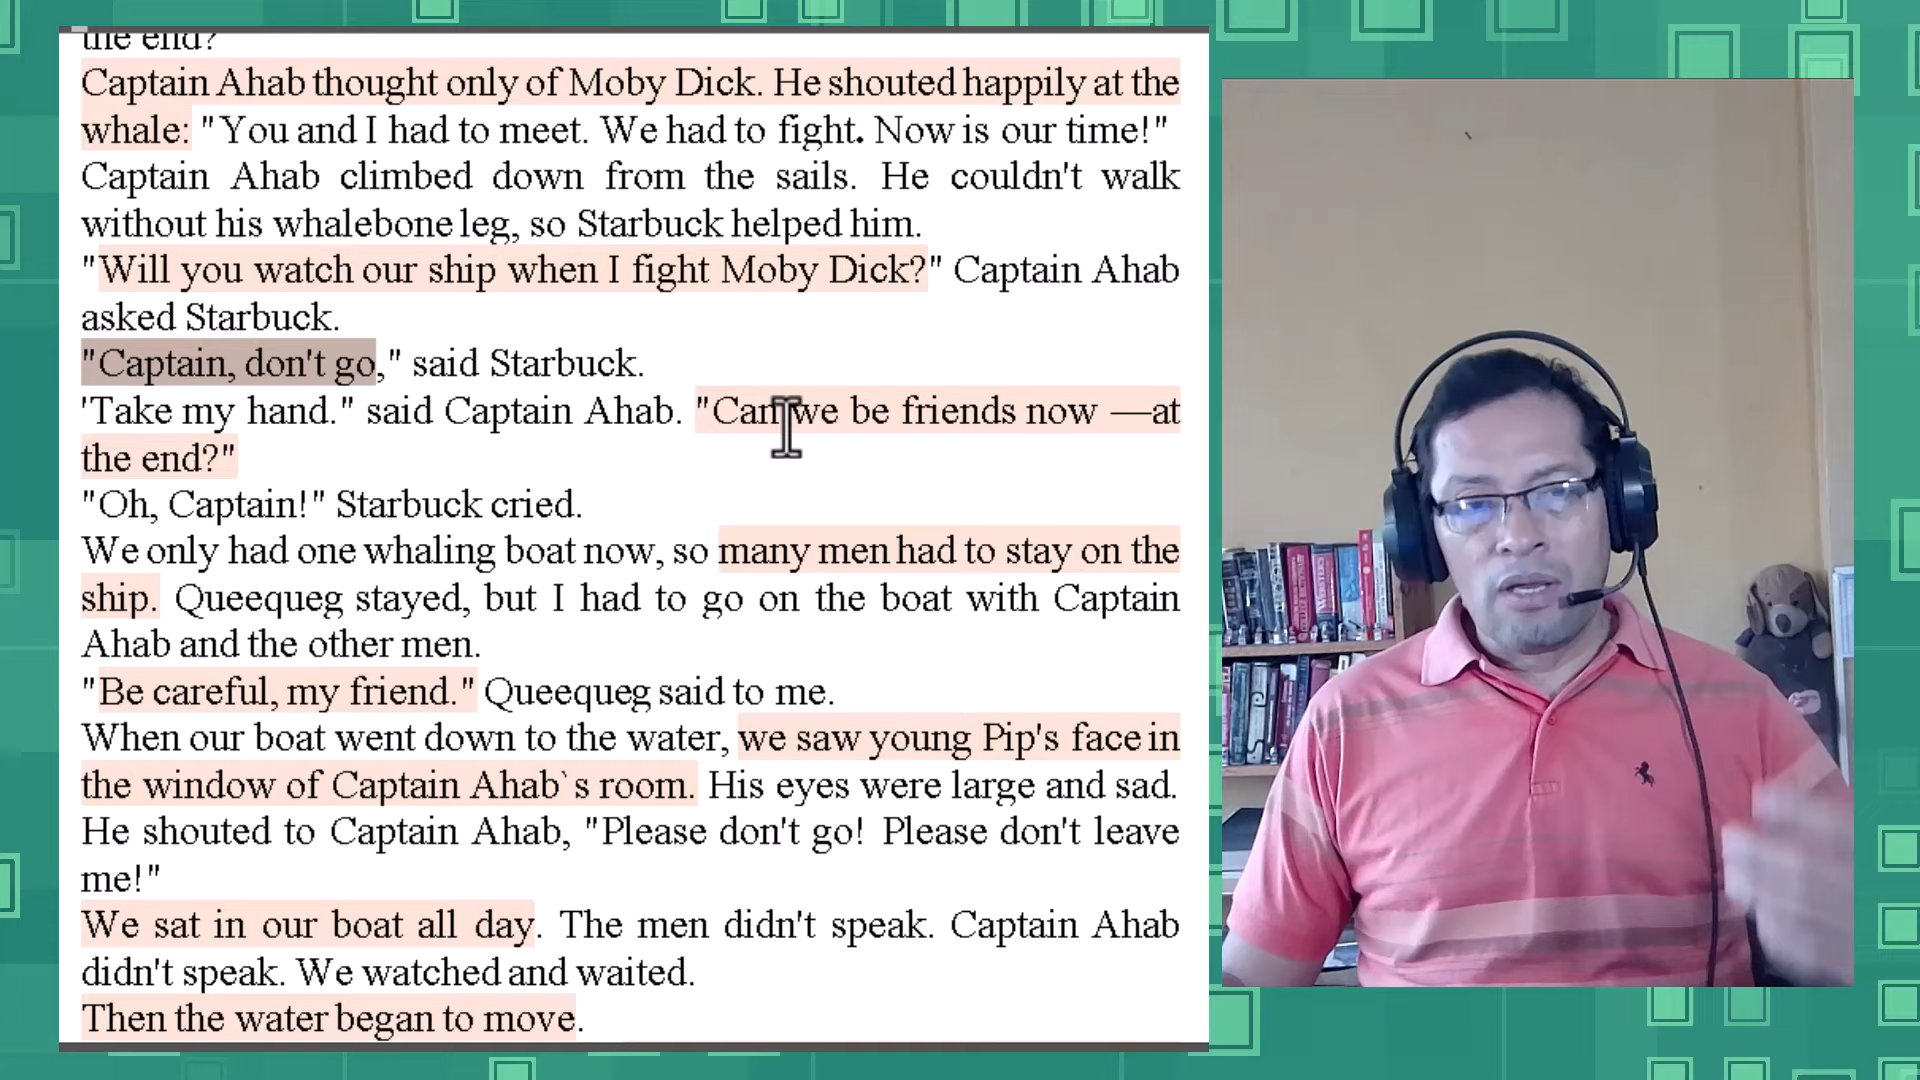 the end?
Captain Ahab thought only of Moby Dick. He shouted happily at the
whale: "You and I had to meet. We had to fight. Now is our time!"
Captain Ahab climbed down from the sails. He couldn't walk
without his whalebone leg, so Starbuck helped him.
"Will you watch our ship when I fight Moby Dick?" Captain Ahab
asked Starbuck.
"Captain, don't go," said Starbuck.
'Take my hand." said Captain Ahab. "Can we be friends now —at
the end?"
"Oh, Captain!" Starbuck cried.
We only had one whaling boat now, so many men had to stay on the
ship. Queequeg stayed, but I had to go on the boat with Captain
Ahab and the other men.
"Be careful, my friend." Queequeg said to me.
When our boat went down to the water, we saw young Pip's face in
the window of Captain Ahab`s room. His eyes were large and sad.
He shouted to Captain Ahab, "Please don't go! Please don't leave
me!"
We sat in our boat all day. The men didn't speak. Captain Ahab
didn't speak. We watched and waited.
Then the water began to move.